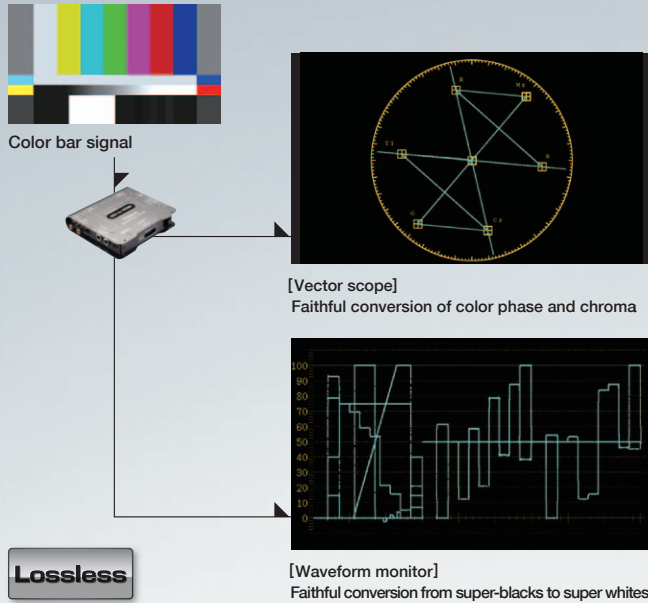 Color bar signal
[Vector scope]
Faithful conversion of color phase and chroma
100
90
80
70
60
50
40
30
20
10
0
Lossless
[Waveform monitor]
Faithful conversion from super-blacks to super whites